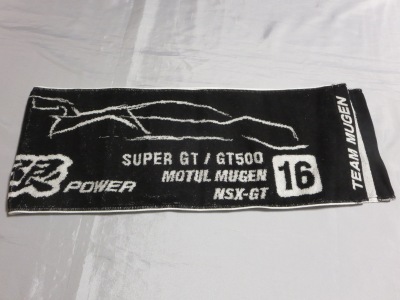 SUPER GT / GT500
MOTUL MUGEN
NSX-GT
16
POWER
TEAM MUGEN